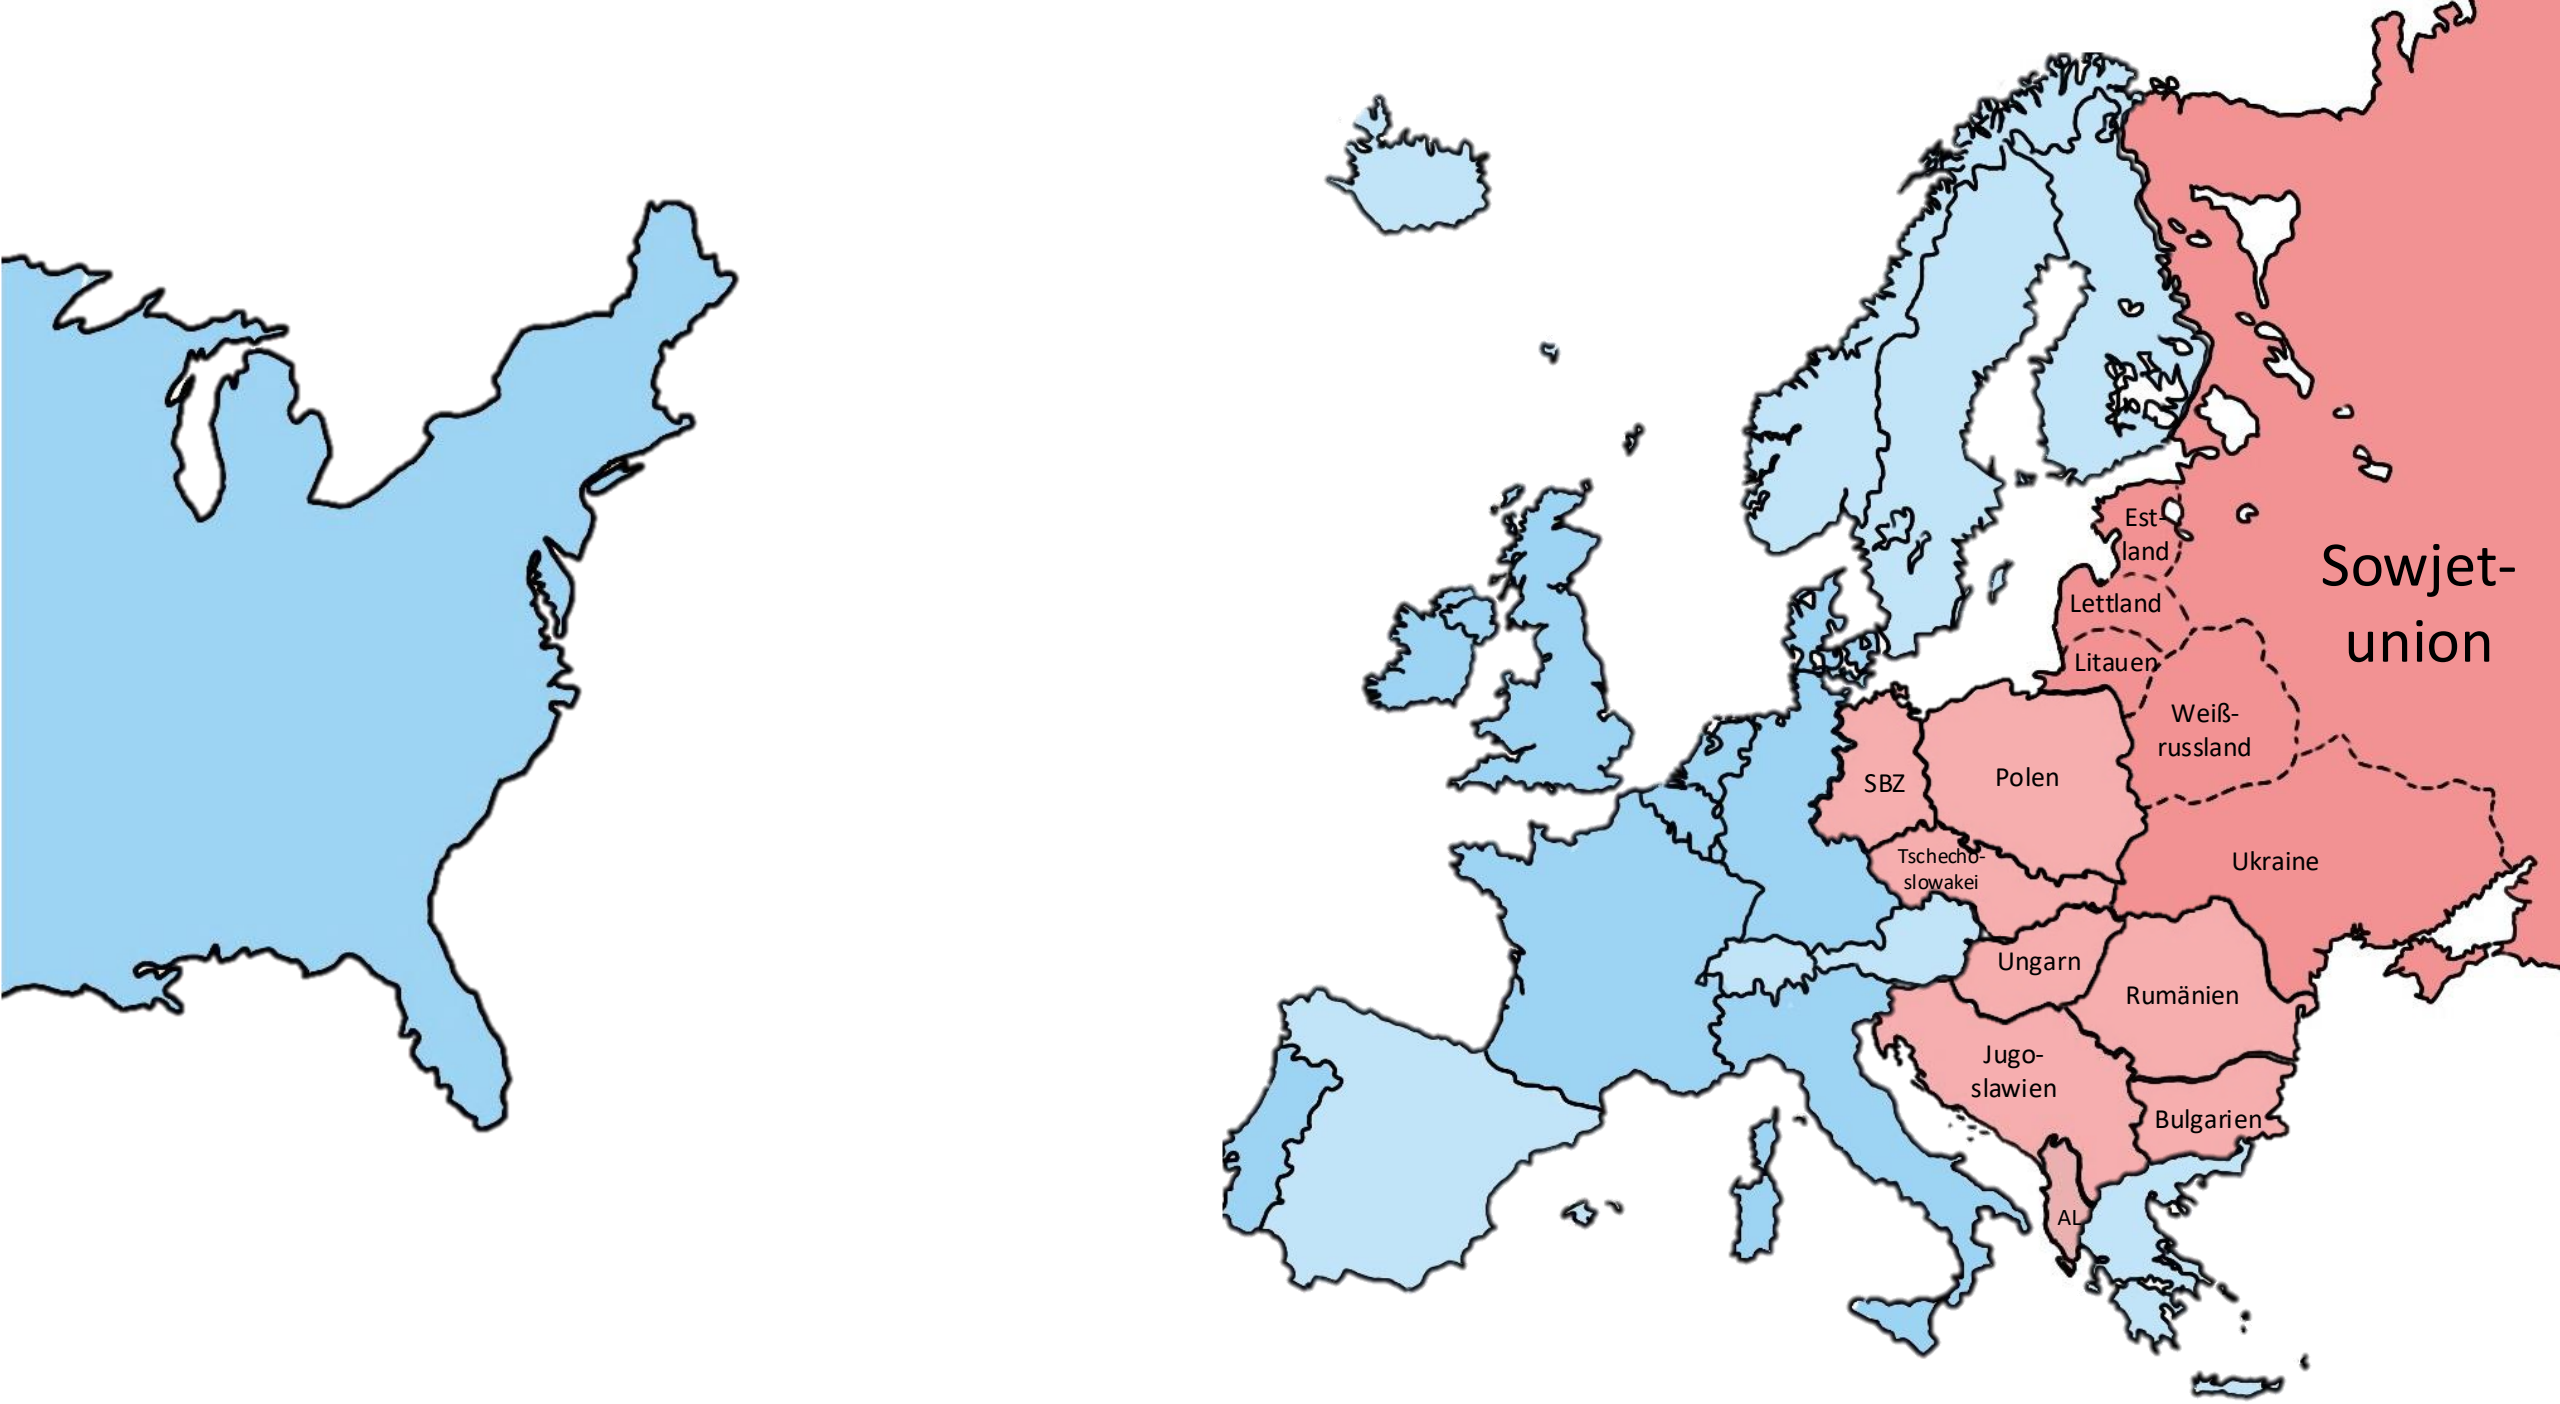 Est-
land
Sowjet-
union
Lettland
Litauen
Weiß-
russland
SBZ
Polen
Tschecho-
slowakei
Ukraine
Ungarn
Rumänien
Jugo-
slawien
Bulgarien
AL